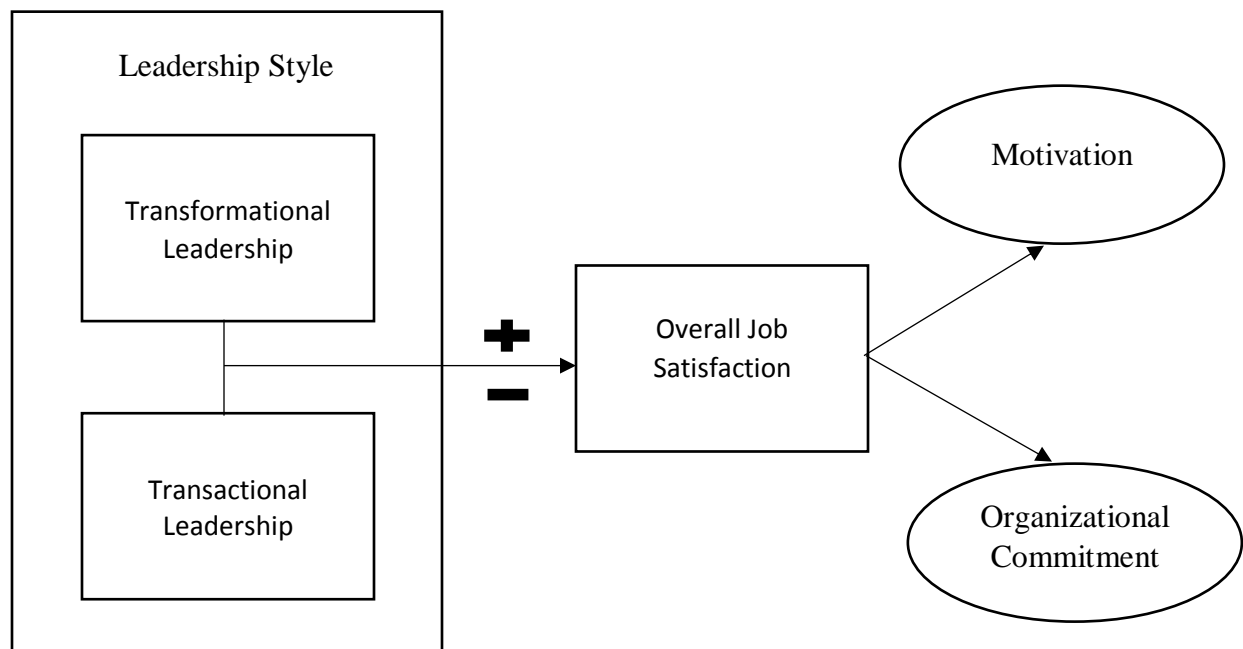 Leadership Style
Transformational
Leadership
Transactional
Leadership
+
−
Overall Job
Satisfaction
Motivation
Organizational
Commitment